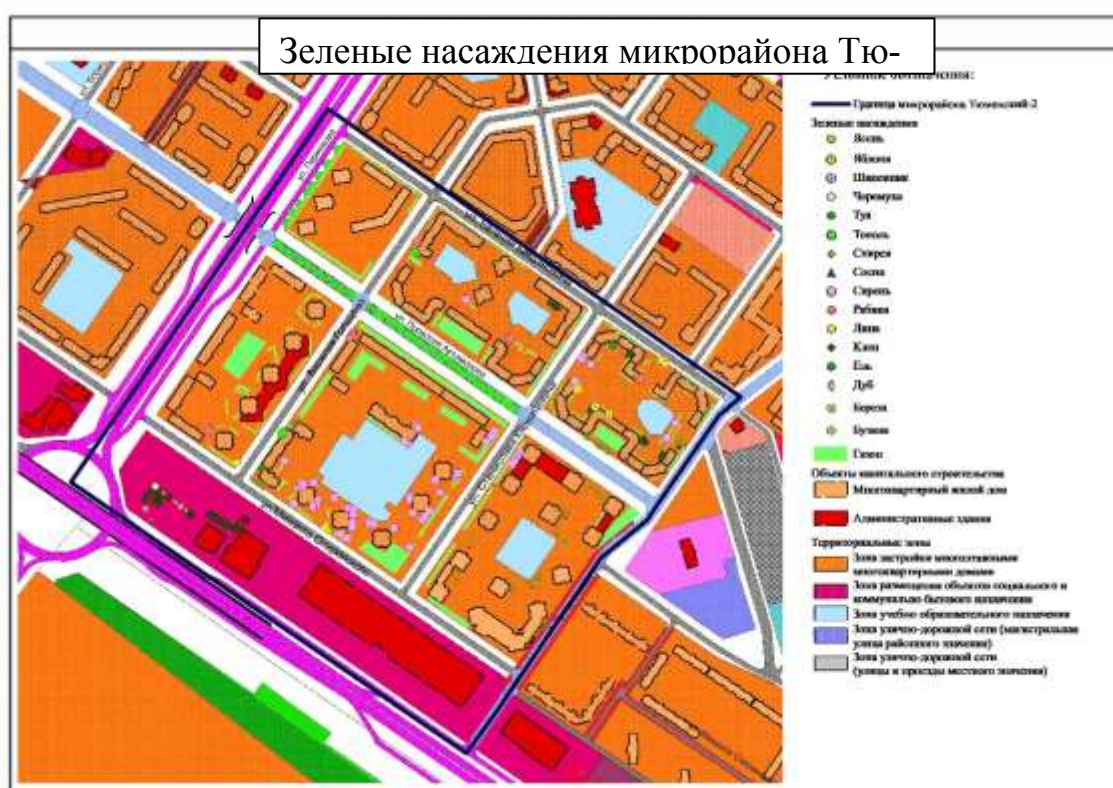 Зеленые насаждения микрорайона Тю-
Условные обозначения:
Граница микрорайона Тюменский-2
Зеленые насаждения
Ясень
Яблоня
Шиповник
Черемуха
Туя
Тополь
Спирея
Сосна
Сирень
Рябина
Липа
Клен
Ель
Дуб
Береза
Бузина
Газон
Объекты капитального строительства
Многоквартирный жилой дом
Административные здания
Территориальные зоны
Зона застройки многоэтажными
многоквартирными домами
Зона размещения объектов социального и
коммунально-бытового назначения
Зона учебно-образовательного назначения
Зона улично-дорожной сети (магистральная
улица районного значения)
Зона улично-дорожной сети
(улицы и проезды местного значения)